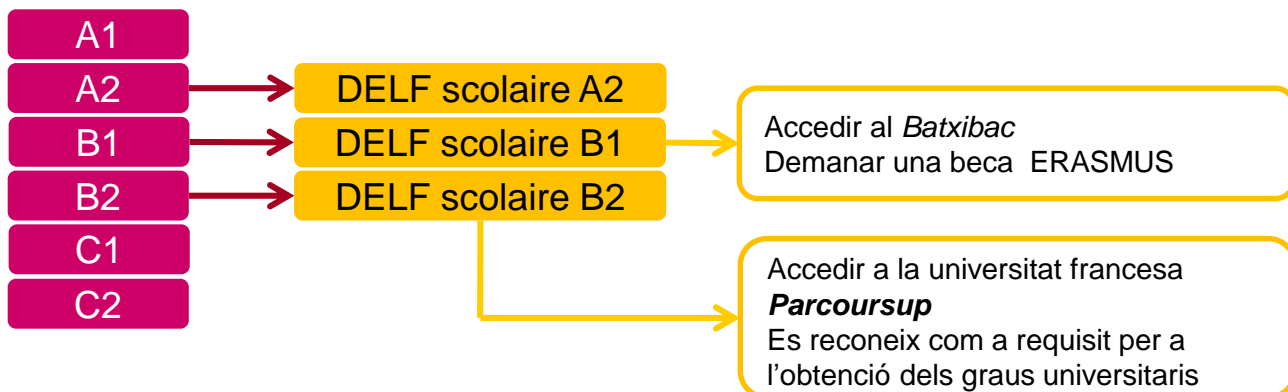 A1
A2
B1
B2
C1
C2
DELF scolaire A2
DELF scolaire B1
DELF scolaire B2
Accedir al Batxibac
Demanar una beca ERASMUS
Accedir a la universitat francesa
Parcoursup
Es reconeix com a requisit per a
l’obtenció dels graus universitaris